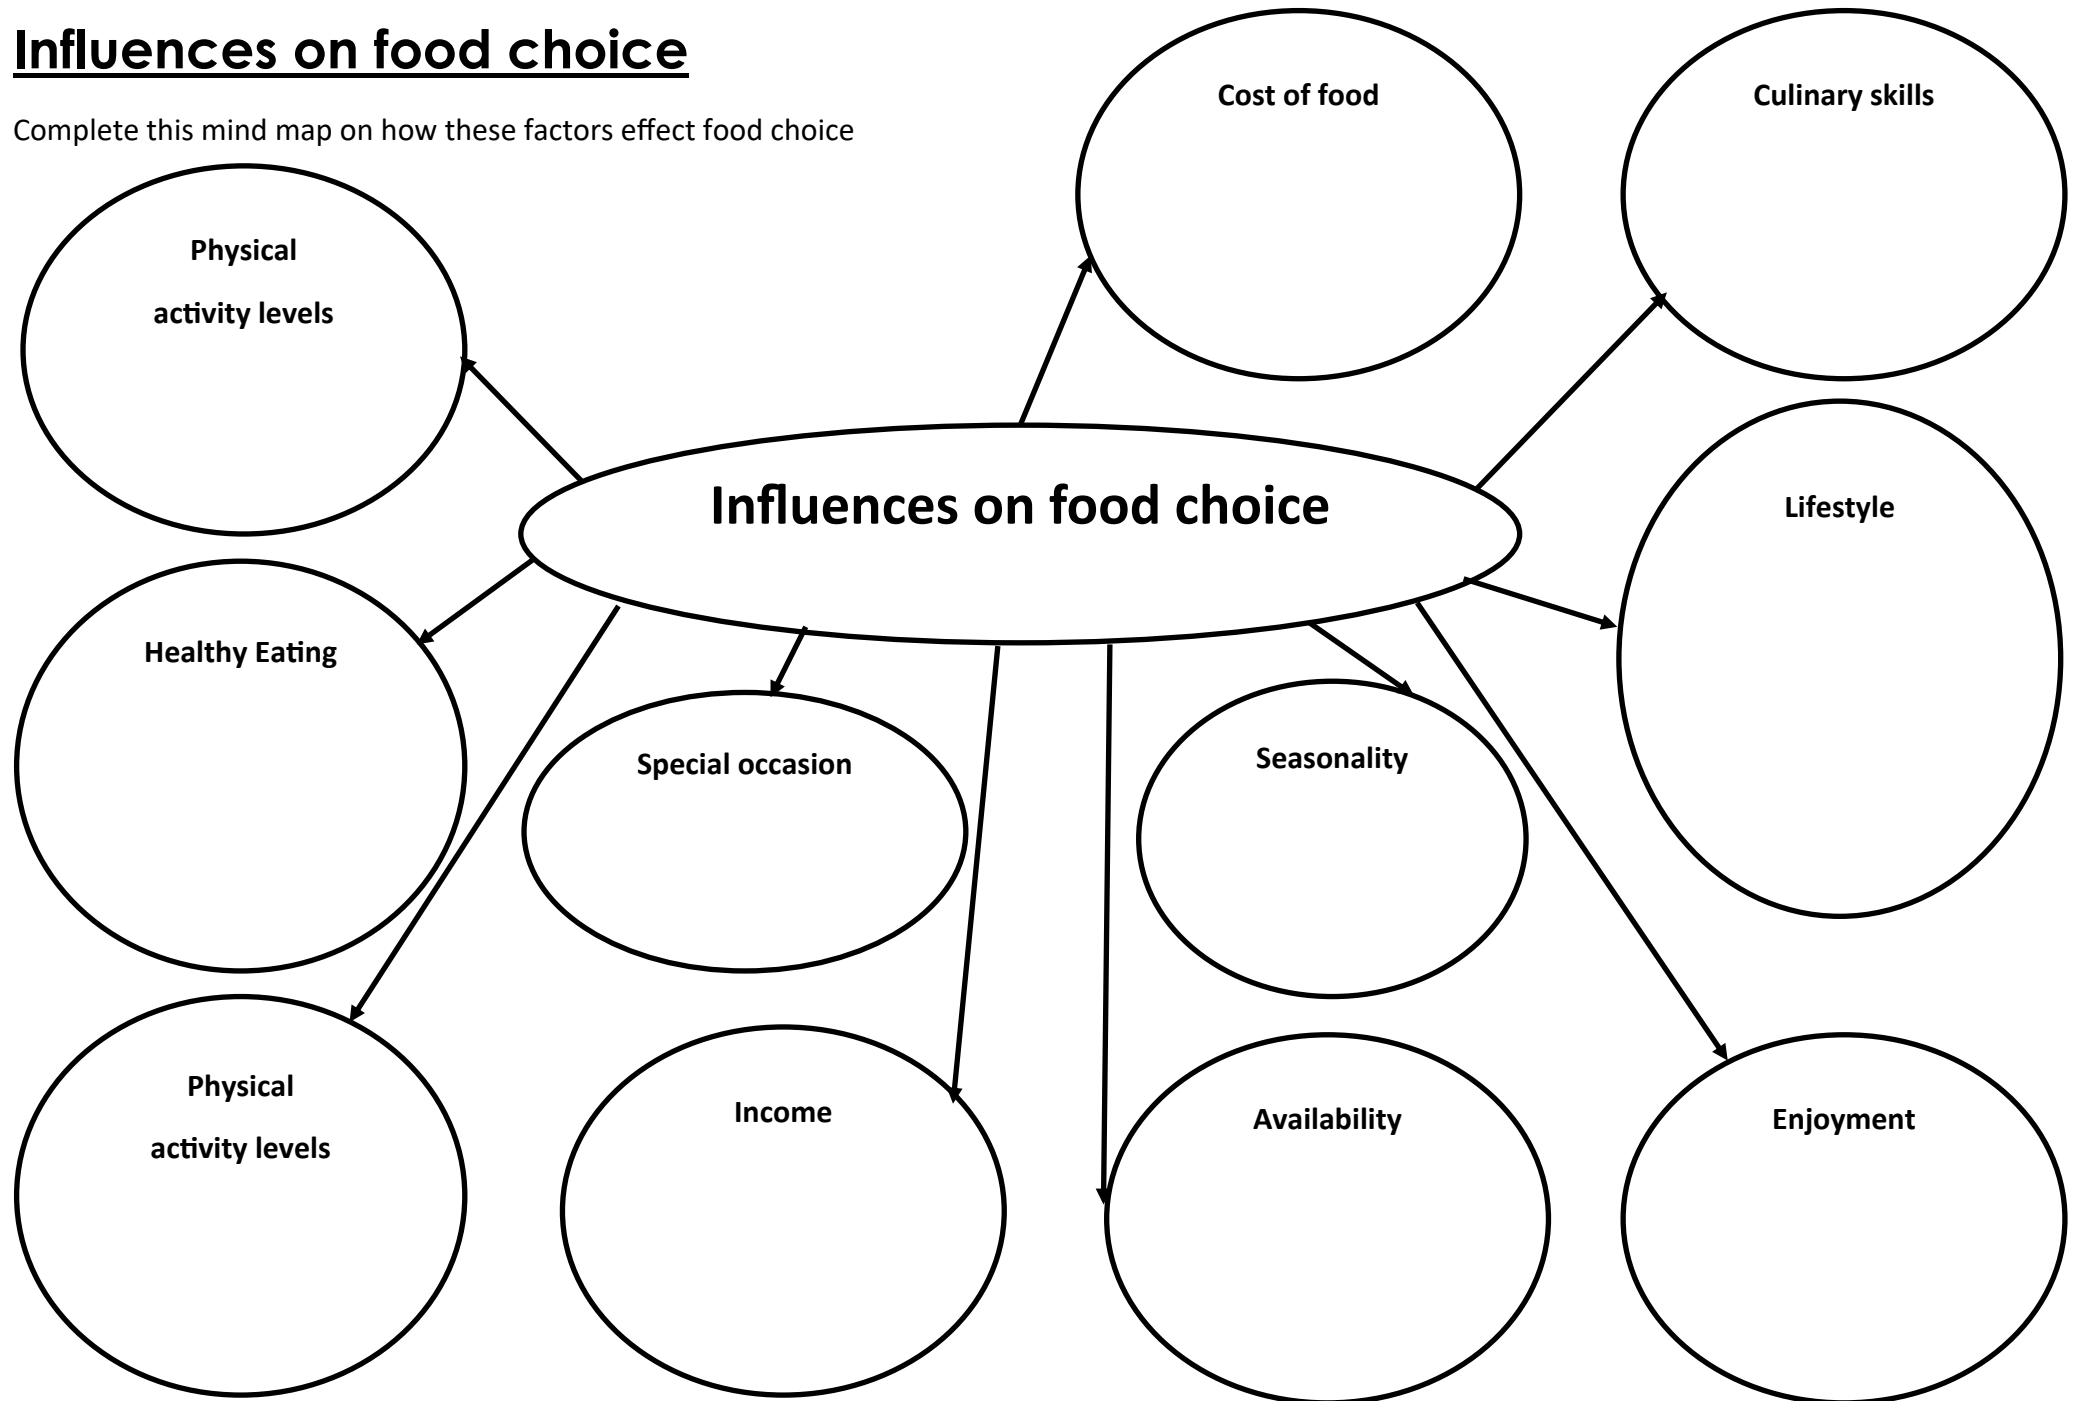 Influences on food choice
Complete this mind map on how these factors effect food choice
Cost of food
Culinary skills
Physical
activity levels
Influences on food choice
Lifestyle
Healthy Eating
Special occasion
Seasonality
Physical
activity levels
Income
Availability
Enjoyment